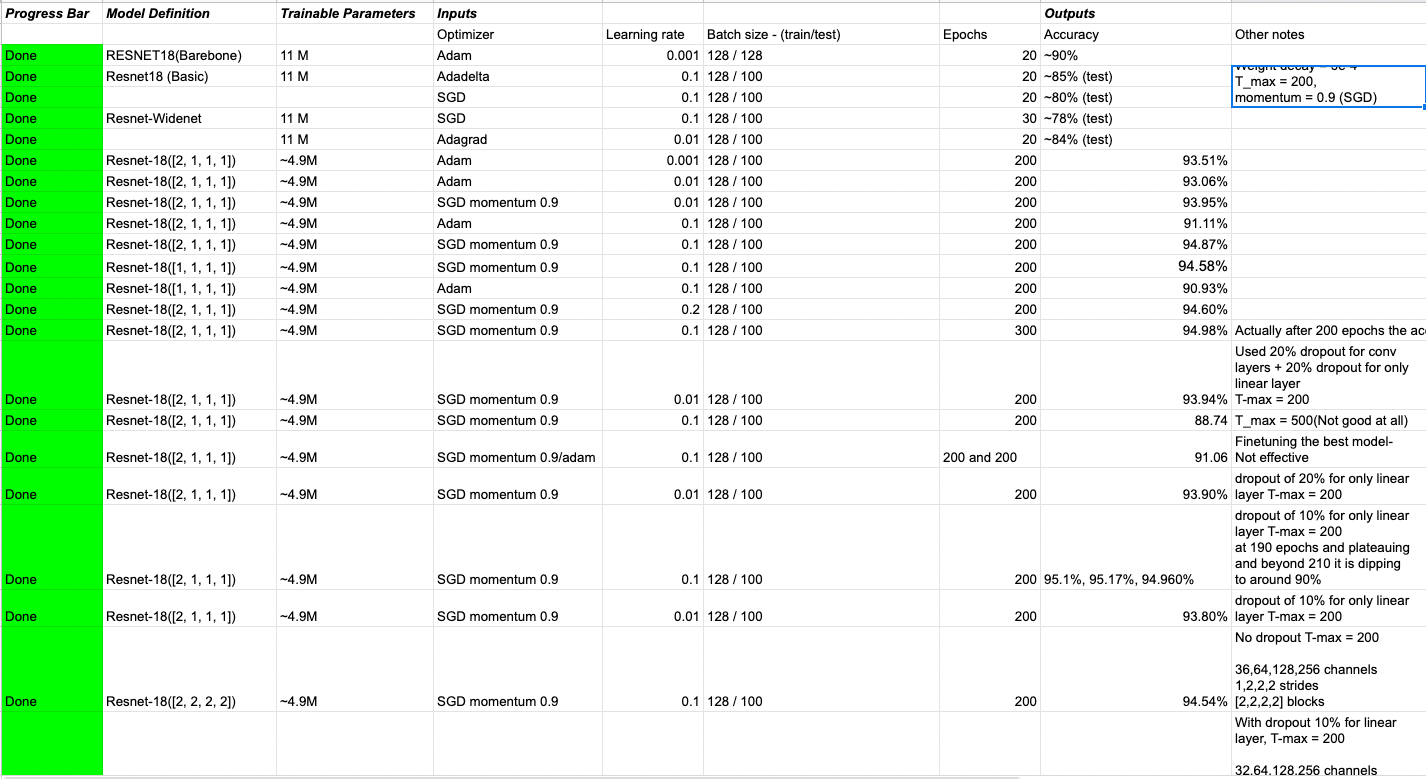 Progress Bar Model Definition Trainable Parameters Inputs Outputs
Optimizer Learning rate Batch size - (train/test) Epochs Accuracy Other notes
Done RESNET18(Barebone) 11 M Adam 0.001 128 / 128 20 ~90%
Weight decay = 5e-4
Done Resnet18 (Basic) 11 M Adadelta 0.1 128 / 100 20 ~85% (test) T_max = 200,
Done SGD 0.1 128 / 100 20 ~80% (test) momentum = 0.9 (SGD)
Done Resnet-Widenet 11 M SGD 0.1 128 / 100 30 ~78% (test)
Done 11 M Adagrad 0.01 128 / 100 20 ~84% (test)
Done Resnet-18([2, 1, 1, 1]) ~4.9M Adam 0.001 128 / 100 200 93.51%
Done Resnet-18([2, 1, 1, 1]) ~4.9M Adam 0.01 128 / 100 200 93.06%
Done Resnet-18([2, 1, 1, 1]) ~4.9M SGD momentum 0.9 0.01 128 / 100 200 93.95%
Done Resnet-18([2, 1, 1, 1]) ~4.9M Adam 0.1 128 / 100 200 91.11%
Done Resnet-18([2, 1, 1, 1]) ~4.9M SGD momentum 0.9 0.1 128 / 100 200 94.87%
Done Resnet-18([1, 1, 1, 1]) ~4.9M SGD momentum 0.9 0.1 128 / 100 200 94.58%
Done Resnet-18([1, 1, 1, 1]) ~4.9M Adam 0.1 128 / 100 200 90.93%
Done Resnet-18([2, 1, 1, 1]) ~4.9M SGD momentum 0.9 0.2 128 / 100 200 94.60%
Done Resnet-18([2, 1, 1, 1]) ~4.9M SGD momentum 0.9 0.1 128 / 100 300 94.98% Actually after 200 epochs the
Used 20% dropout for conv
layers + 20% dropout for only
linear layer
Done Resnet-18([2, 1, 1, 1]) ~4.9M SGD momentum 0.9 0.01 128 / 100 200 93.94% T-max = 200
Done Resnet-18([2, 1, 1, 1]) ~4.9M SGD momentum 0.9 0.1 128 / 100 200 88.74 T_max = 500(Not good at all)
Finetuning the best model-
Done Resnet-18([2, 1, 1, 1]) ~4.9M SGD momentum 0.9/adam 0.1 128 / 100 200 and 200 91.06 Not effective
dropout of 20% for only linear
Done Resnet-18([2, 1, 1, 1]) ~4.9M SGD momentum 0.9 0.01 128 / 100 200 93.90% layer T-max = 200
dropout of 10% for only linear
layer T-max = 200
at 190 epochs and plateauing
and beyond 210 it is dipping
Done Resnet-18([2, 1, 1, 1]) ~4.9M SGD momentum 0.9 0.1 128 / 100 200 95.1%, 95.17%, 94.960% to around 90%
dropout of 10% for only linear
Done Resnet-18([2, 1, 1, 1]) ~4.9M SGD momentum 0.9 0.01 128 / 100 200 93.80% layer T-max = 200
No dropout T-max = 200
36,64,128,256 channels
1,2,2,2 strides
Done Resnet-18([2, 2, 2, 2]) ~4.9M SGD momentum 0.9 0.1 128 / 100 200 94.54% [2,2,2,2] blocks
With dropout 10% for linear
layer, T-max = 200
32,64,128,256 channels